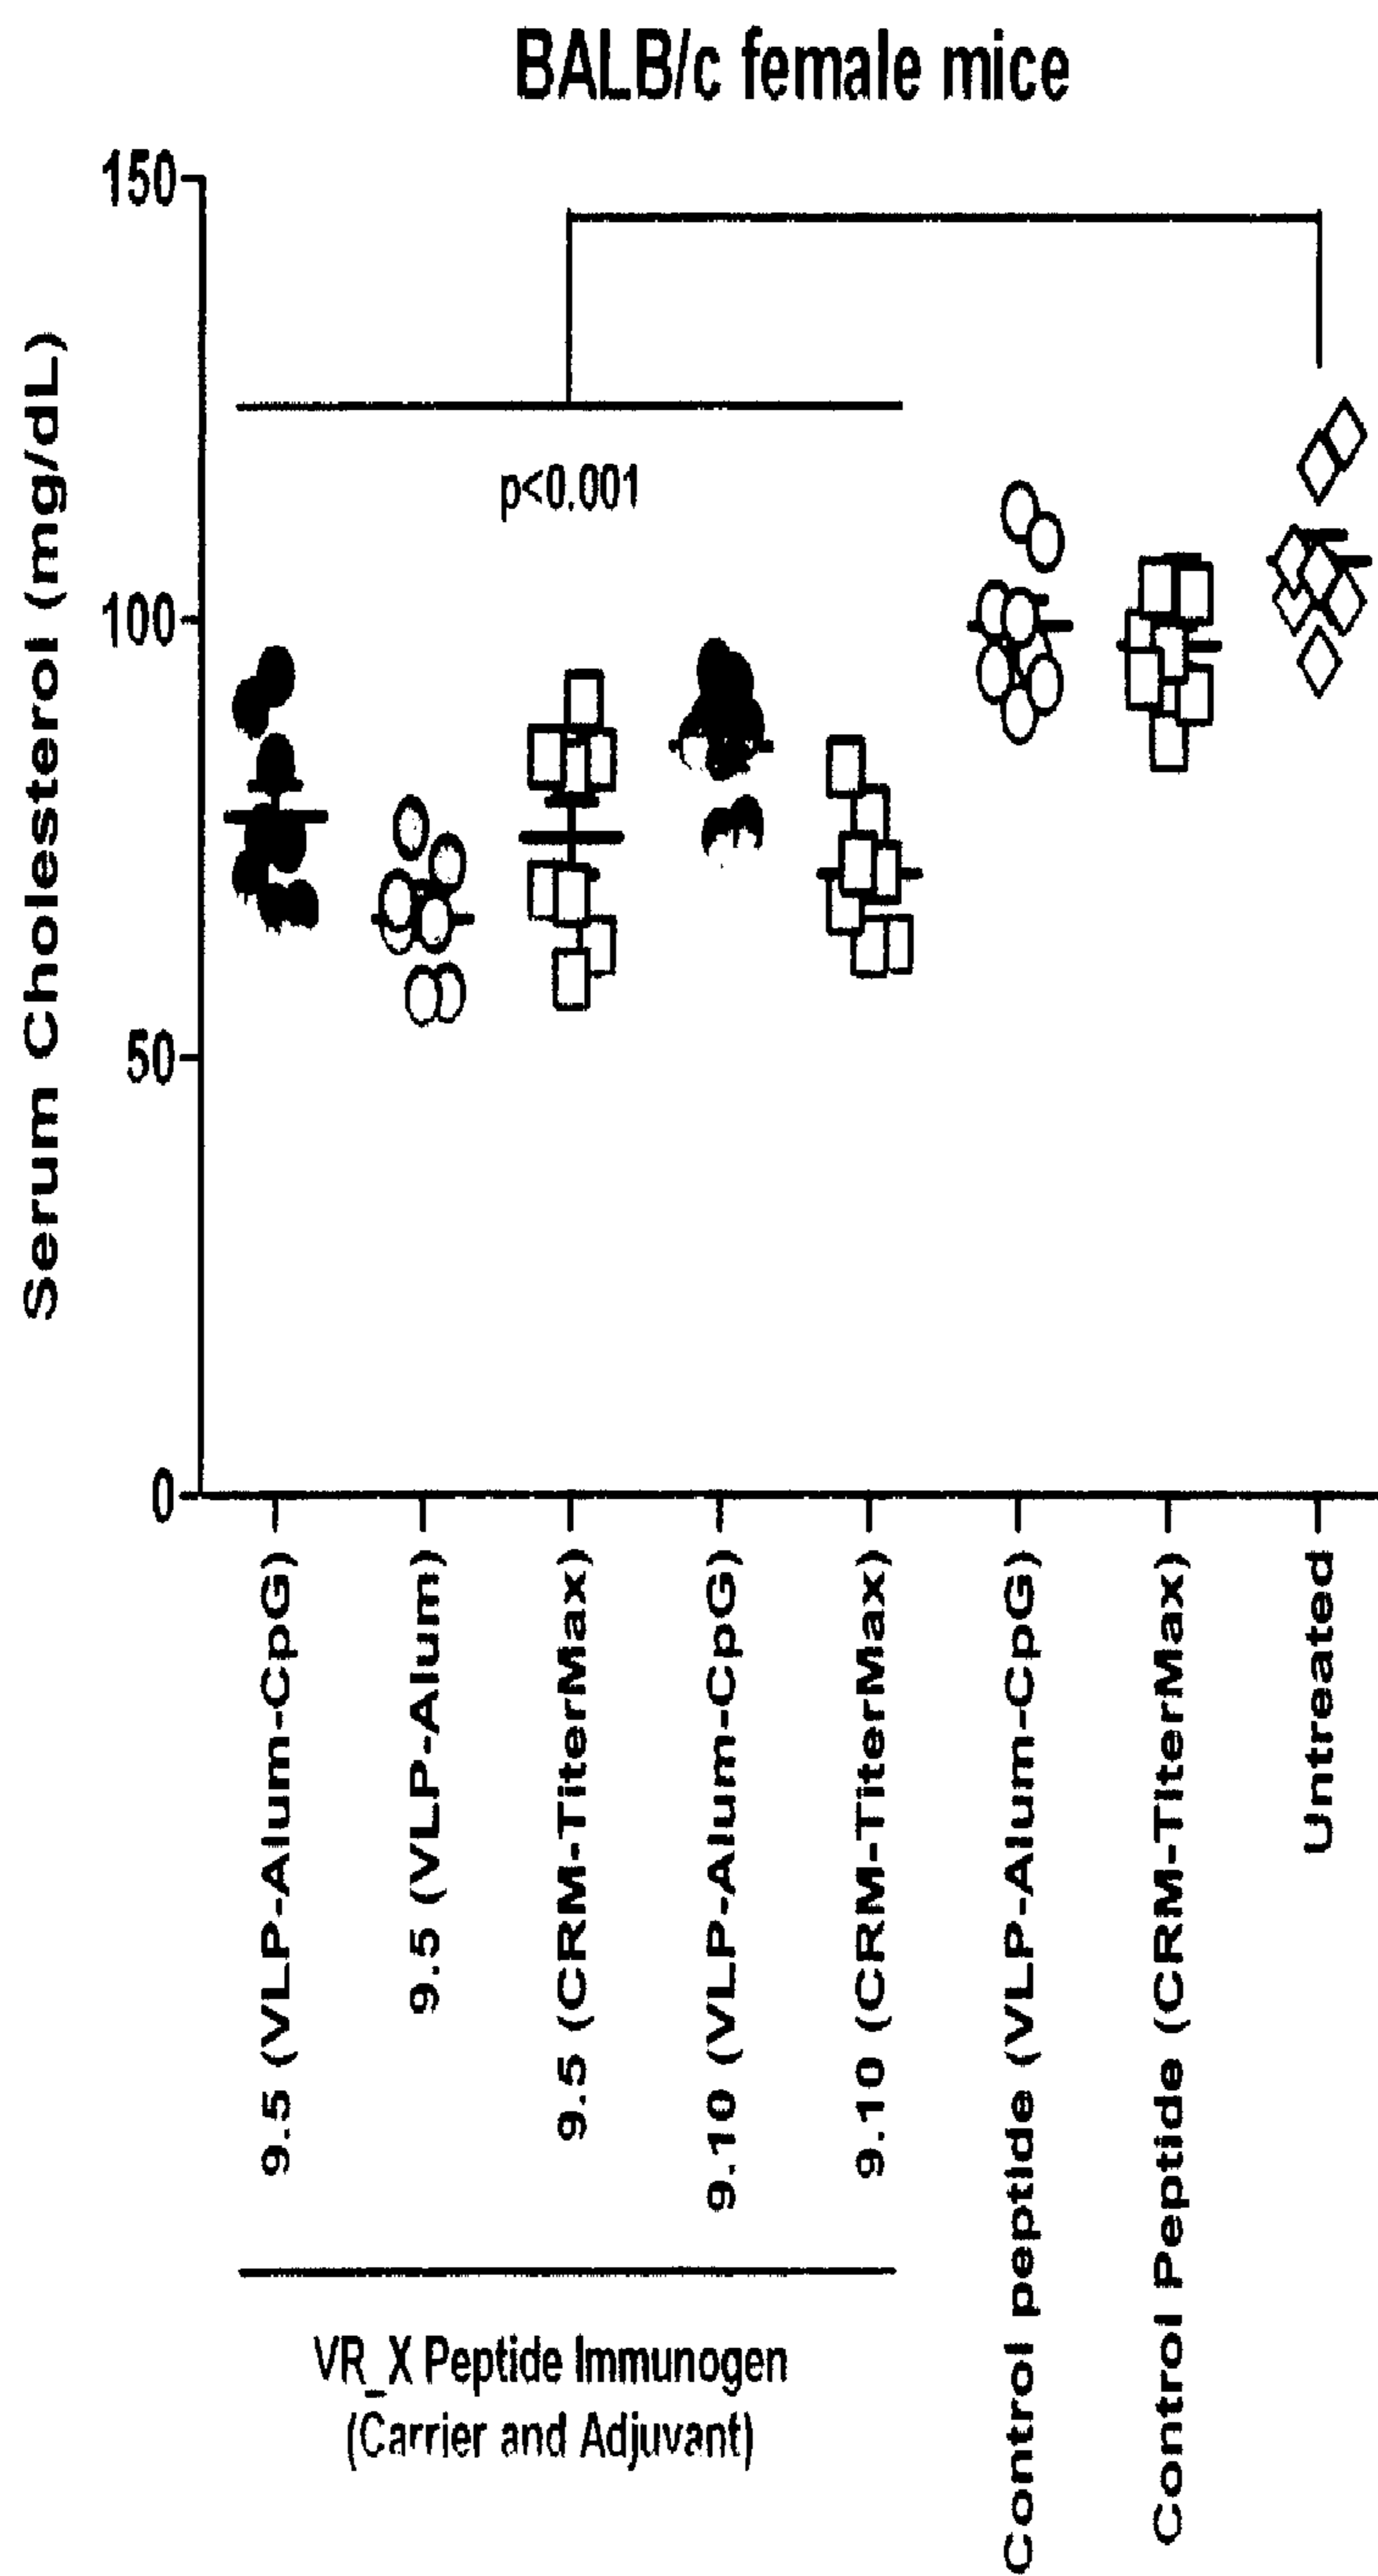 BALB/c female mice
150
100
50
0
Serum Cholesterol (mg/dL)
p<0.001
9.5 (VLP-Alum-CpG)
9.5 (VLP-Alum)
9.5 (CRM-TiterMax)
9.10 (VLP-Alum-CpG)
9.10 (CRM-TiterMax)
Control peptide (VLP-Alum-CpG)
Control Peptide (CRM-TiterMax)
Untreated
VR_X Peptide Immunogen
(Carrier and Adjuvant)